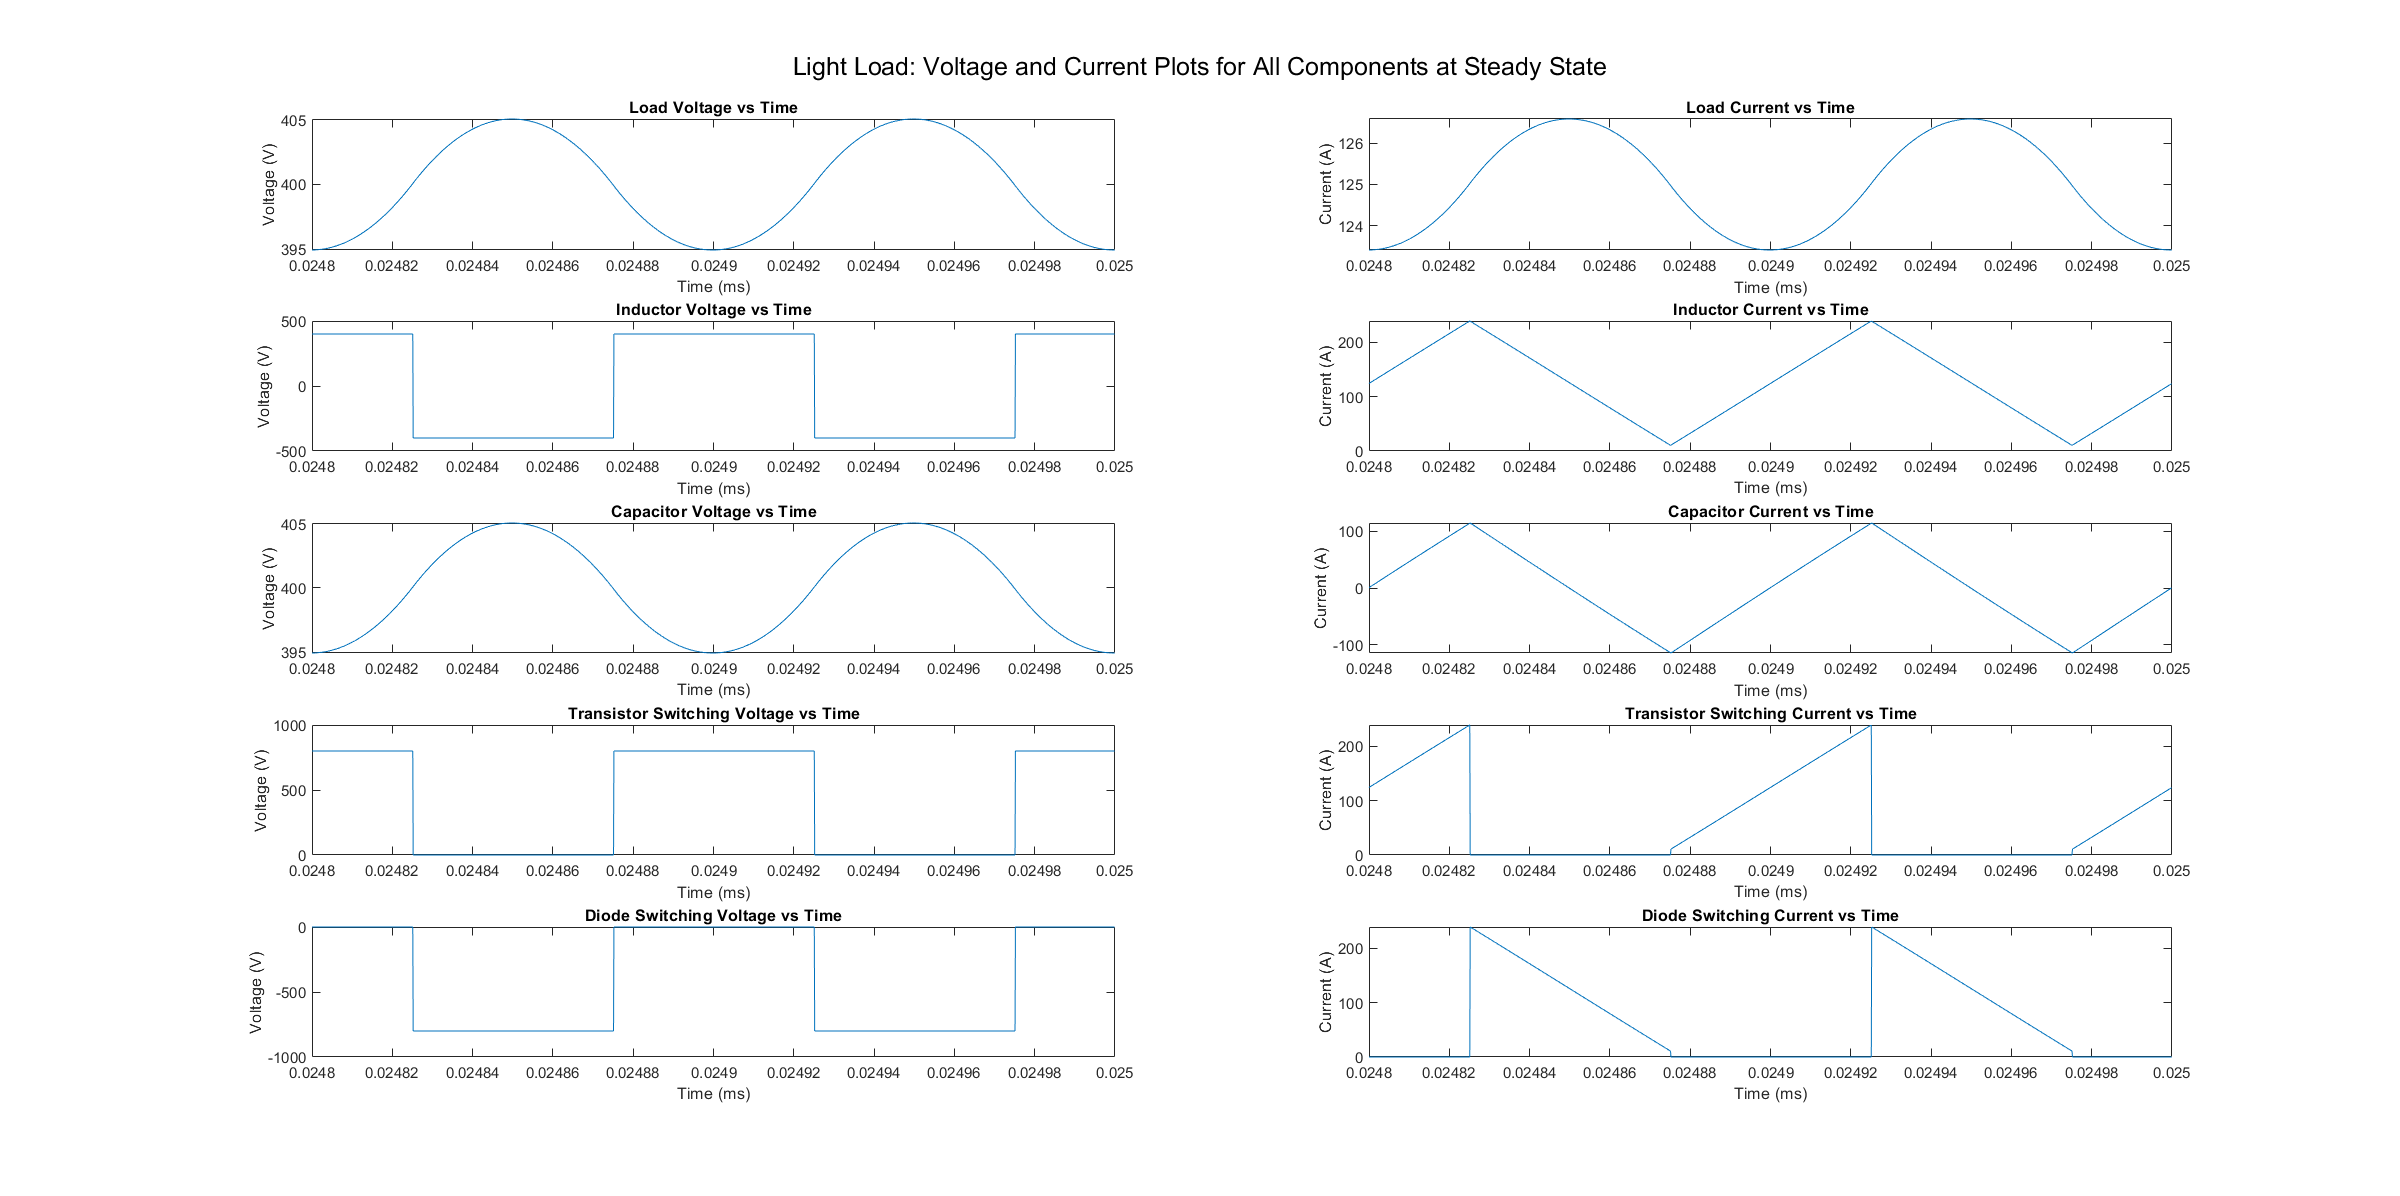 Light Load: Voltage and Current Plots for All Components at Steady State
Load Voltage vs Time
Voltage (V)
405
400
395
0.0248 0.02482 0.02484 0.02486 0.02488 0.0249 0.02492 0.02494 0.02496 0.02498 0.025
Time (ms)
Load Current vs Time
Current (A)
126
125
124
0.0248 0.02482 0.02484 0.02486 0.02488 0.0249 0.02492 0.02494 0.02496 0.02498 0.025
Time (ms)
Inductor Voltage vs Time
Voltage (V)
500
0
-500
0.0248 0.02482 0.02484 0.02486 0.02488 0.0249 0.02492 0.02494 0.02496 0.02498 0.025
Time (ms)
Inductor Current vs Time
Current (A)
200
100
0
0.0248 0.02482 0.02484 0.02486 0.02488 0.0249 0.02492 0.02494 0.02496 0.02498 0.025
Time (ms)
Capacitor Voltage vs Time
Voltage (V)
405
400
395
0.0248 0.02482 0.02484 0.02486 0.02488 0.0249 0.02492 0.02494 0.02496 0.02498 0.025
Time (ms)
Capacitor Current vs Time
Current (A)
100
0
-100
0.0248 0.02482 0.02484 0.02486 0.02488 0.0249 0.02492 0.02494 0.02496 0.02498 0.025
Time (ms)
Transistor Switching Voltage vs Time
Voltage (V)
1000
500
0
0.0248 0.02482 0.02484 0.02486 0.02488 0.0249 0.02492 0.02494 0.02496 0.02498 0.025
Time (ms)
Transistor Switching Current vs Time
Current (A)
200
100
0
0.0248 0.02482 0.02484 0.02486 0.02488 0.0249 0.02492 0.02494 0.02496 0.02498 0.025
Time (ms)
Diode Switching Voltage vs Time
Voltage (V)
0
-500
-1000
0.0248 0.02482 0.02484 0.02486 0.02488 0.0249 0.02492 0.02494 0.02496 0.02498 0.025
Time (ms)
Diode Switching Current vs Time
Current (A)
200
100
0
0.0248 0.02482 0.02484 0.02486 0.02488 0.0249 0.02492 0.02494 0.02496 0.02498 0.025
Time (ms)